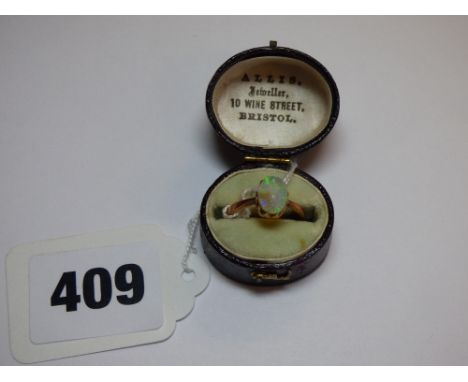 ALLIS.
Jeweller,
10 WINE STREET,
BRISTOL.
409